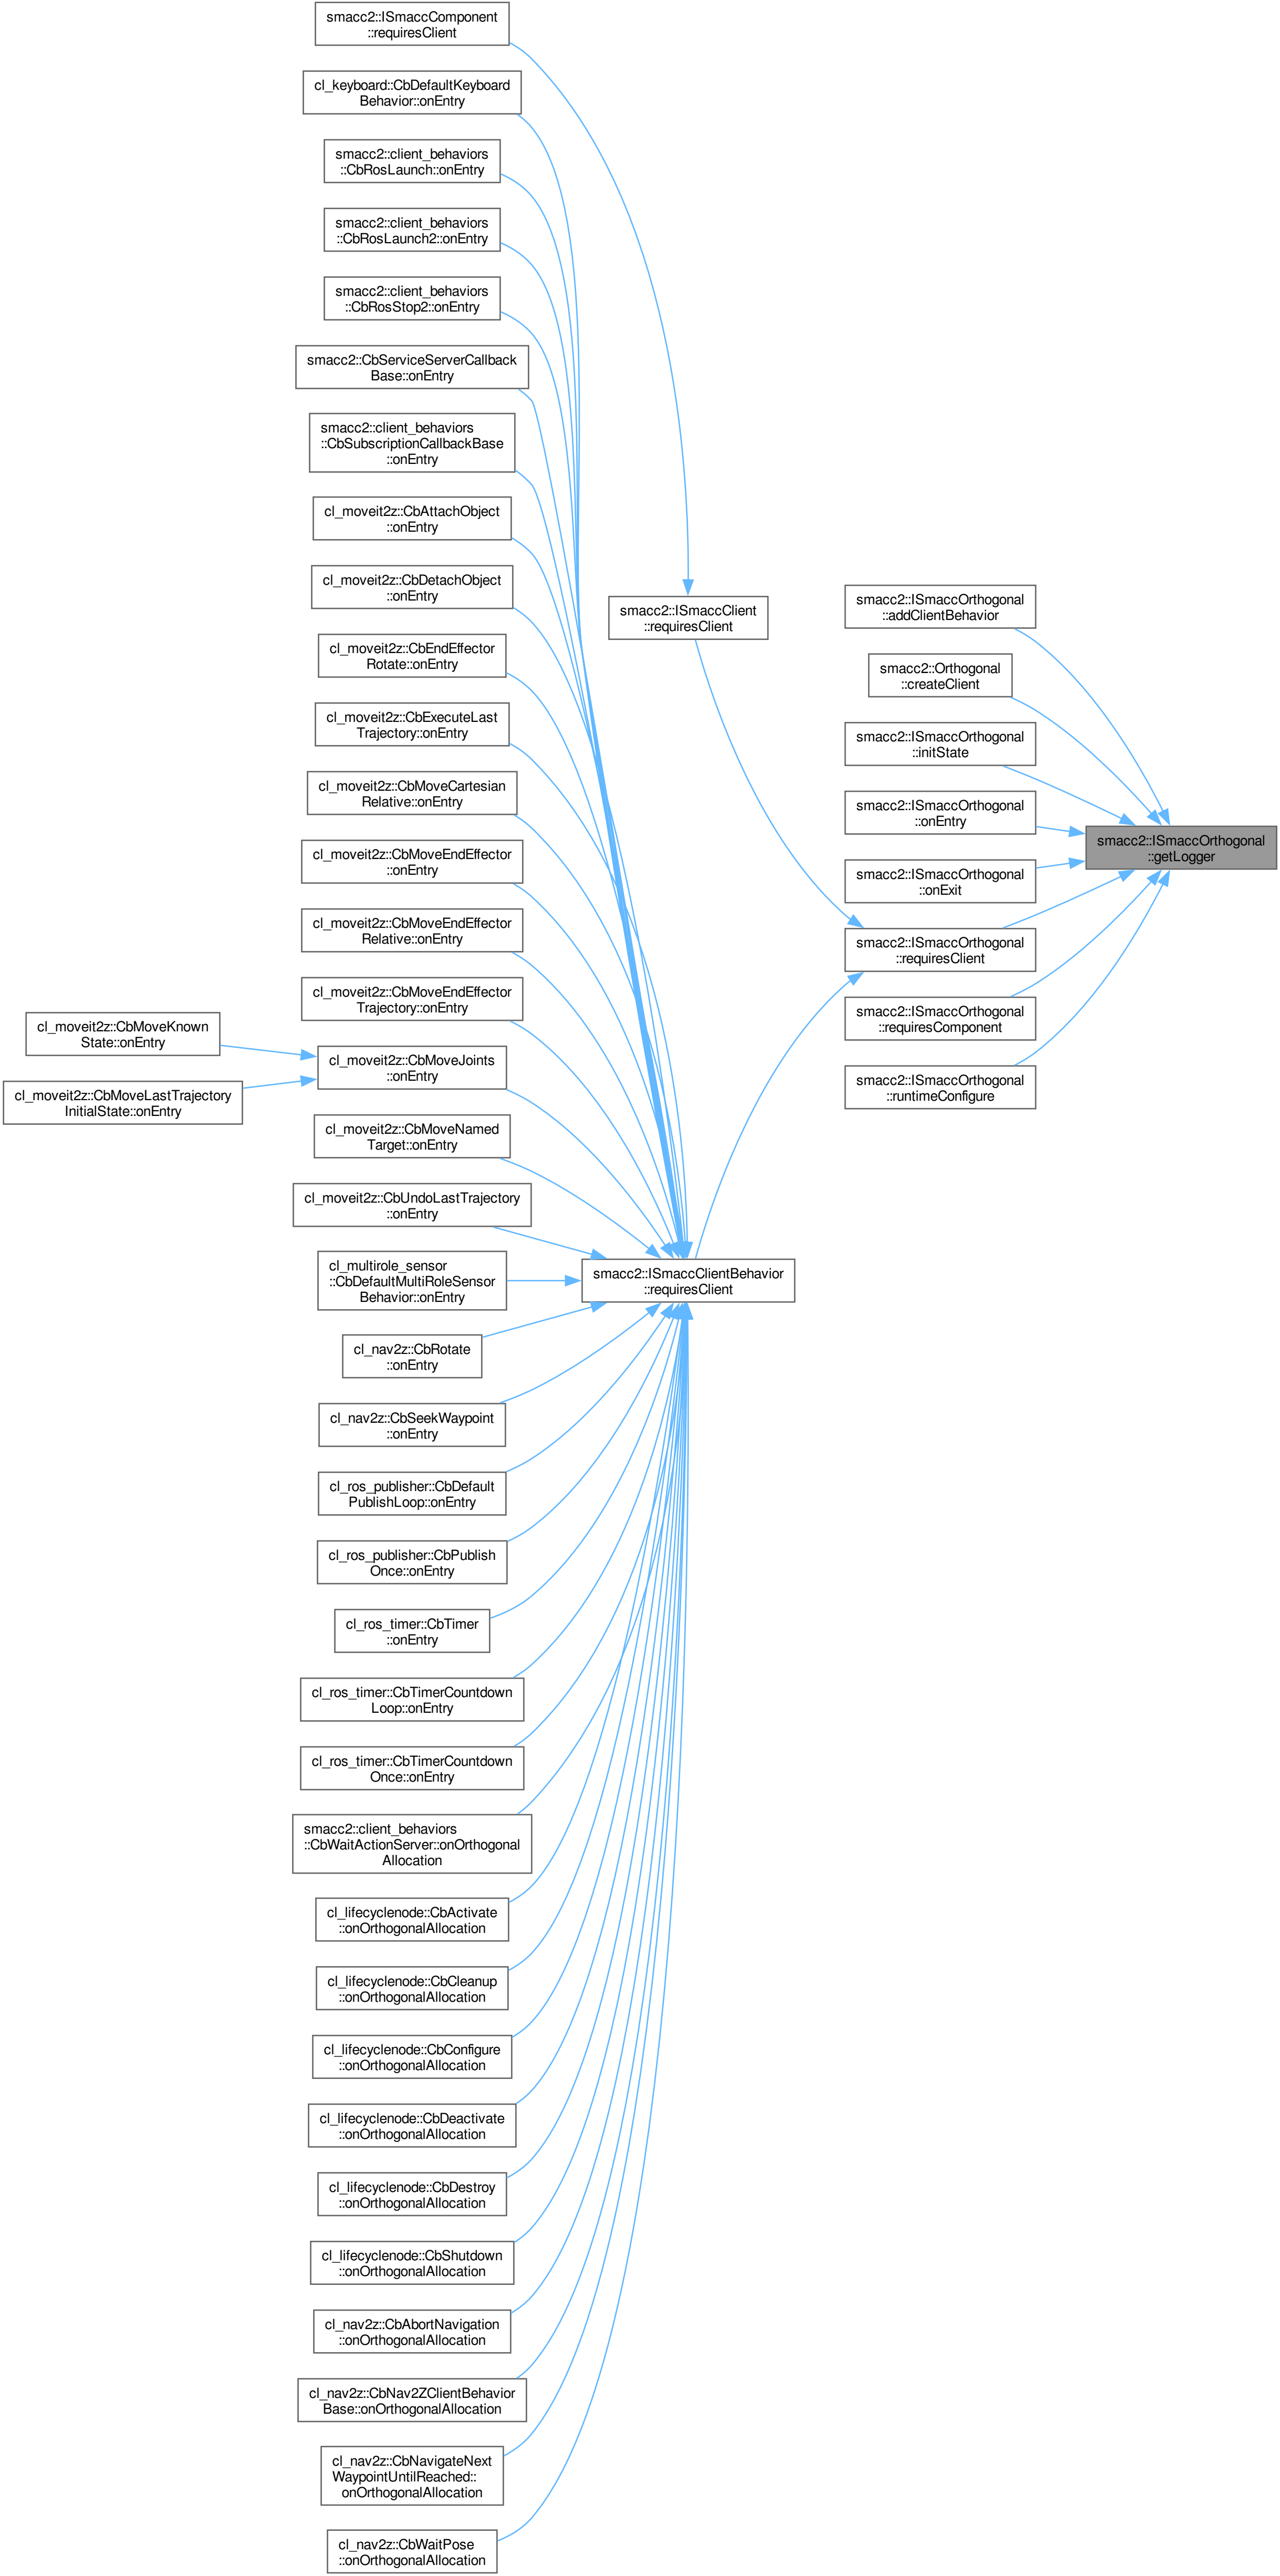 smacc2::ISmaccComponent
::requiresClient
cl_keyboard::CbDefaultKeyboard
Behavior::onEntry
smacc2::client_behaviors
::CbRosLaunch::onEntry
smacc2::client_behaviors
::CbRosLaunch2::onEntry
smacc2::client_behaviors
::CbRosStop2::onEntry
smacc2::CbServiceServerCallback
Base::onEntry
smacc2::client_behaviors
::CbSubscriptionCallbackBase
::onEntry
cl_moveit2z::CbAttachObject
::onEntry
cl_moveit2z::CbDetachObject
::onEntry
cl_moveit2z::CbEndEffector
Rotate::onEntry
cl_moveit2z::CbExecuteLast
Trajectory::onEntry
cl_moveit2z::CbMoveCartesian
Relative::onEntry
cl_moveit2z::CbMoveEndEffector
::onEntry
cl_moveit2z::CbMoveEndEffector
Relative::onEntry
cl_moveit2z::CbMoveEndEffector
Trajectory::onEntry
cl_moveit2z::CbMoveKnown
State::onEntry
cl_moveit2z::CbMoveLastTrajectory
InitialState::onEntry
cl_moveit2z::CbMoveJoints
::onEntry
cl_moveit2z::CbMoveNamed
Target::onEntry
cl_moveit2z::CbUndoLastTrajectory
::onEntry
cl_multirole_sensor
::CbDefaultMultiRoleSensor
Behavior::onEntry
cl_nav2z::CbRotate
::onEntry
cl_nav2z::CbSeekWaypoint
::onEntry
cl_ros_publisher::CbDefault
PublishLoop::onEntry
cl_ros_publisher::CbPublish
Once::onEntry
cl_ros_timer::CbTimer
::onEntry
cl_ros_timer::CbTimerCountdown
Loop::onEntry
cl_ros_timer::CbTimerCountdown
Once::onEntry
smacc2::client_behaviors
::CbWaitActionServer::onOrthogonal
Allocation
cl_lifecyclenode::CbActivate
::onOrthogonalAllocation
cl_lifecyclenode::CbCleanup
::onOrthogonalAllocation
cl_lifecyclenode::CbConfigure
::onOrthogonalAllocation
cl_lifecyclenode::CbDeactivate
::onOrthogonalAllocation
cl_lifecyclenode::CbDestroy
::onOrthogonalAllocation
cl_lifecyclenode::CbShutdown
::onOrthogonalAllocation
cl_nav2z::CbAbortNavigation
::onOrthogonalAllocation
cl_nav2z::CbNav2ZClientBehavior
Base::onOrthogonalAllocation
cl_nav2z::CbNavigateNext
WaypointUntilReached::
onOrthogonalAllocation
cl_nav2z::CbWaitPose
::onOrthogonalAllocation
smacc2::ISmaccClient
::requiresClient
smacc2::ISmaccClientBehavior
::requiresClient
smacc2::ISmaccOrthogonal
::addClientBehavior
smacc2::Orthogonal
::createClient
smacc2::ISmaccOrthogonal
::initState
smacc2::ISmaccOrthogonal
::onEntry
smacc2::ISmaccOrthogonal
::onExit
smacc2::ISmaccOrthogonal
::requiresClient
smacc2::ISmaccOrthogonal
::requiresComponent
smacc2::ISmaccOrthogonal
::runtimeConfigure
smacc2::ISmaccOrthogonal
::getLogger